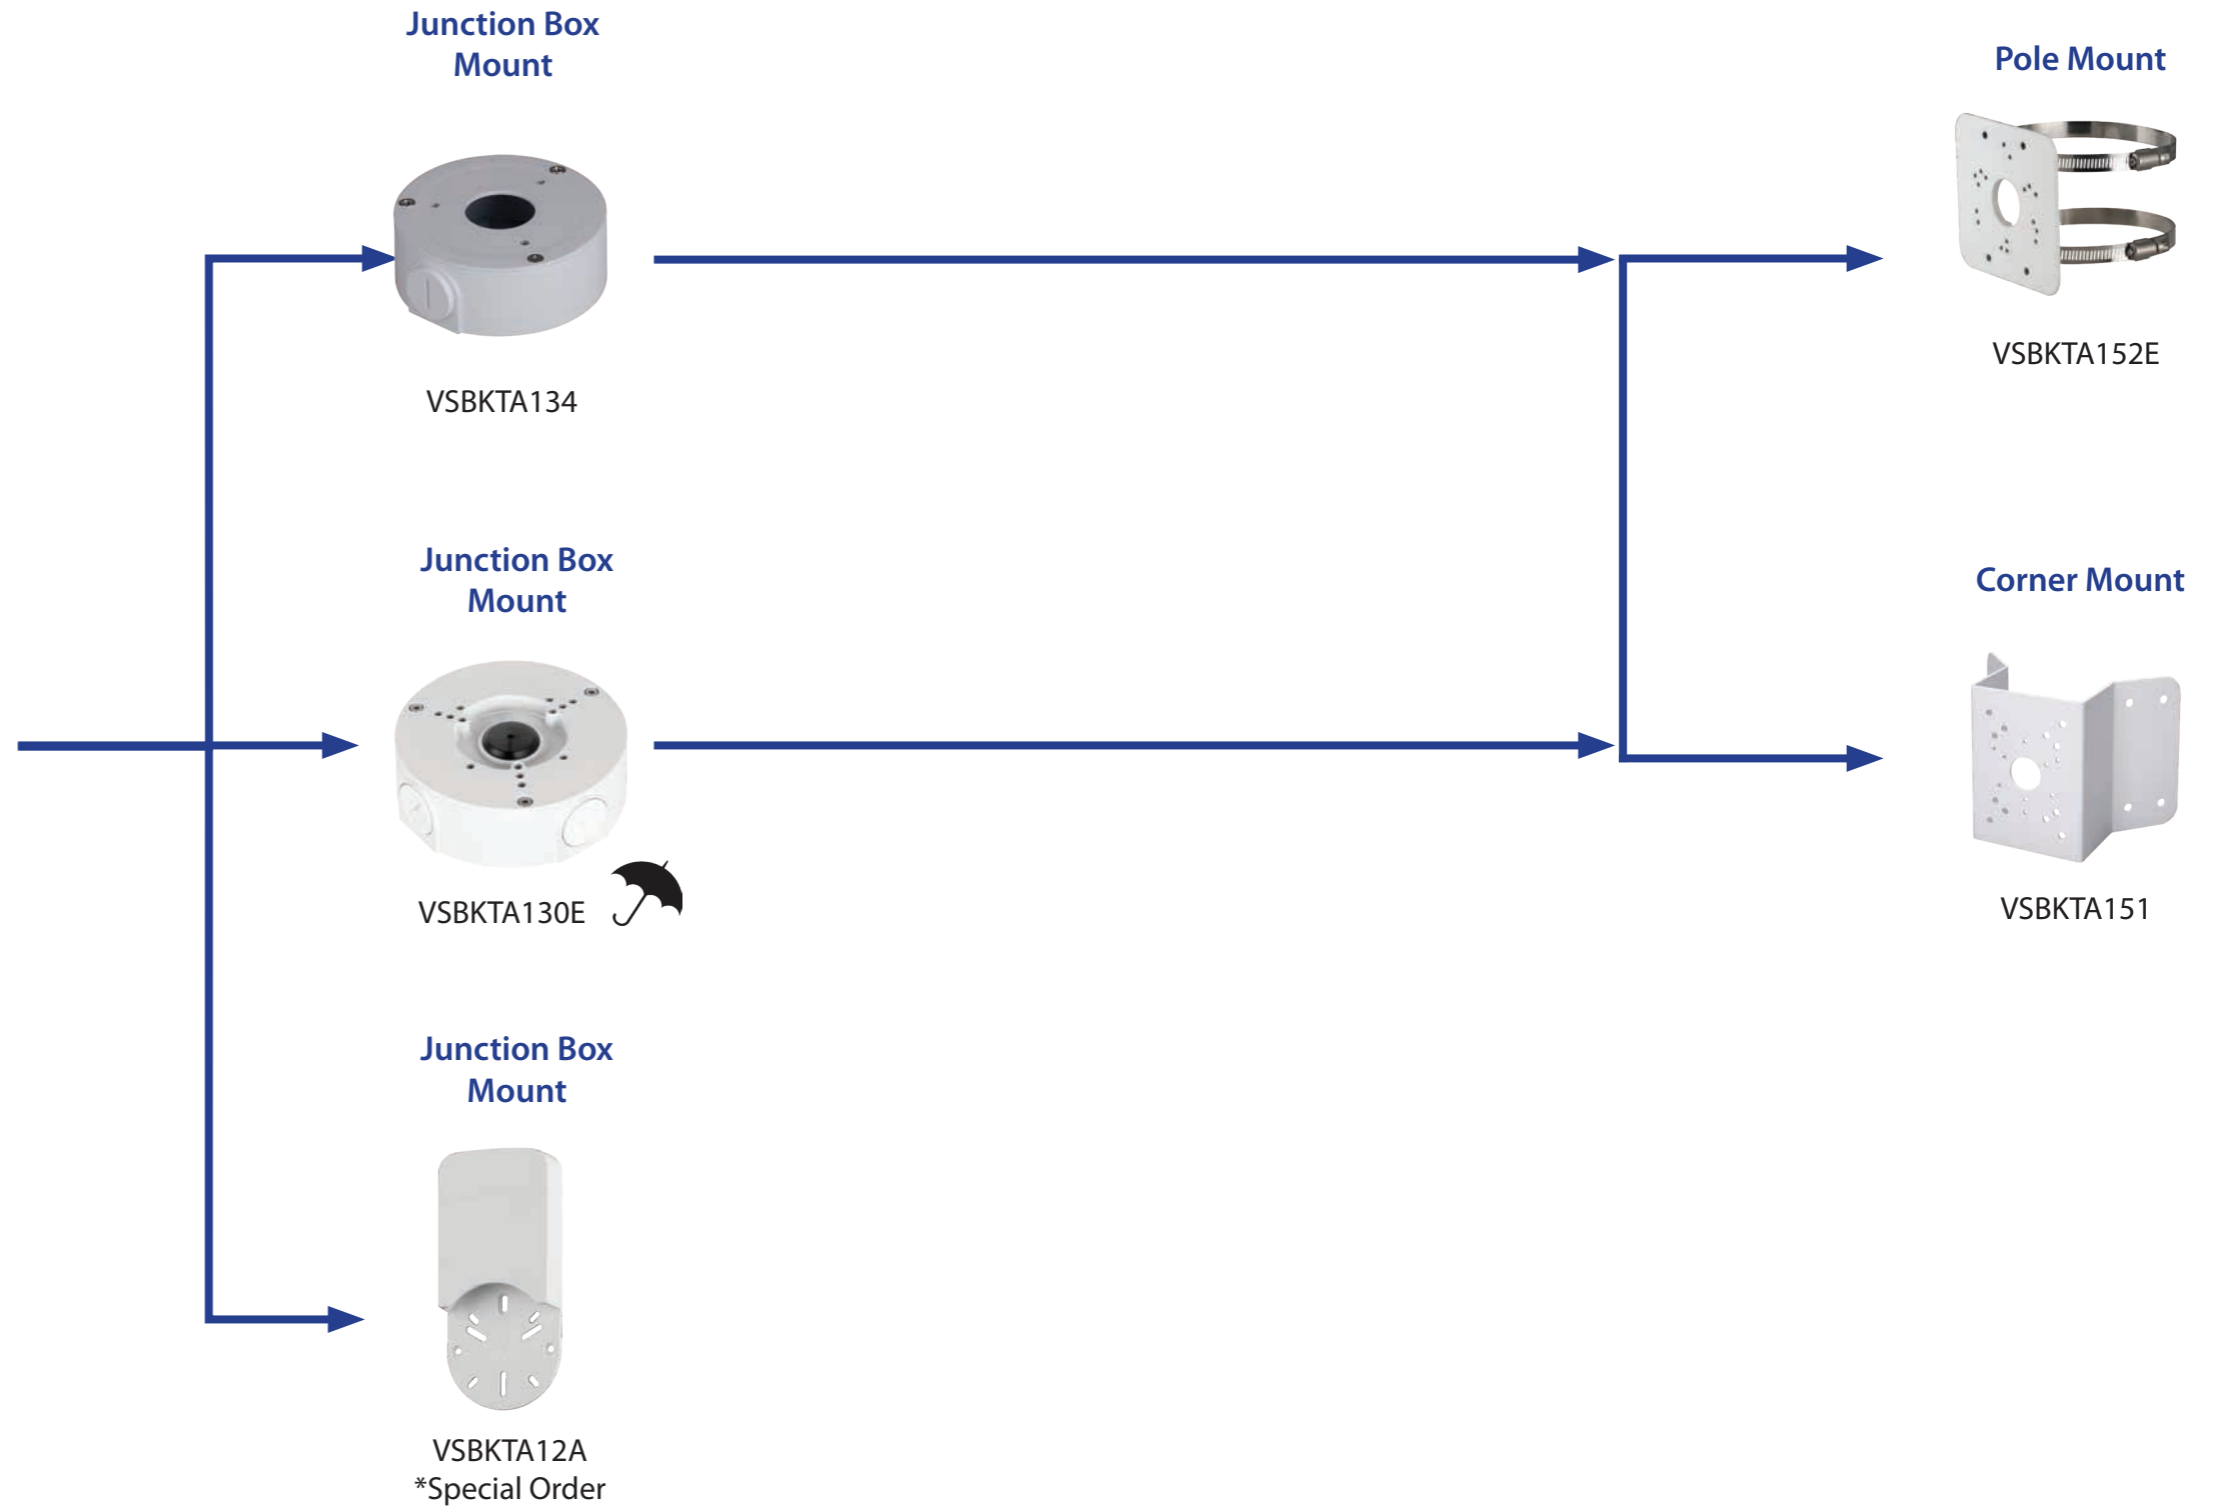 Junction Box
Mount
VSBKTA134
Pole Mount
VSBKTA152E
Junction Box
Mount
VSBKTA130E
Corner Mount
VSBKTA151
Junction Box
Mount
VSBKTA12A
*Special Order